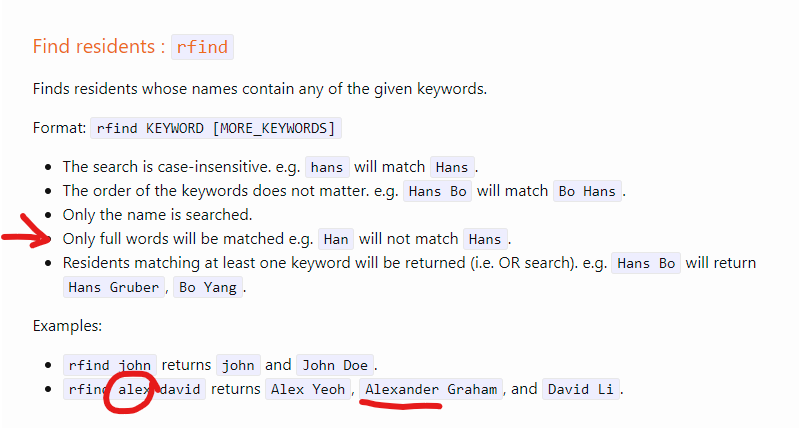 Find residents : rfind
Finds residents whose names contain any of the given keywords.
Format: rfind KEYWORD [MORE_KEYWORDS]
The search is case-insensitive. e.g. hans will match Hans.
The order of the keywords does not matter. e.g. Hans Bo will match Bo Hans.
Only the name is searched.
Only full words will be matched e.g. Han will not match Hans.
Residents matching at least one keyword will be returned (i.e. OR search). e.g. Hans Bo will return
Hans Gruber, Bo Yang.
Examples:
rfind john returns john and John Doe.
rfind alex david returns Alex Yeoh, Alexander Graham, and David Li.